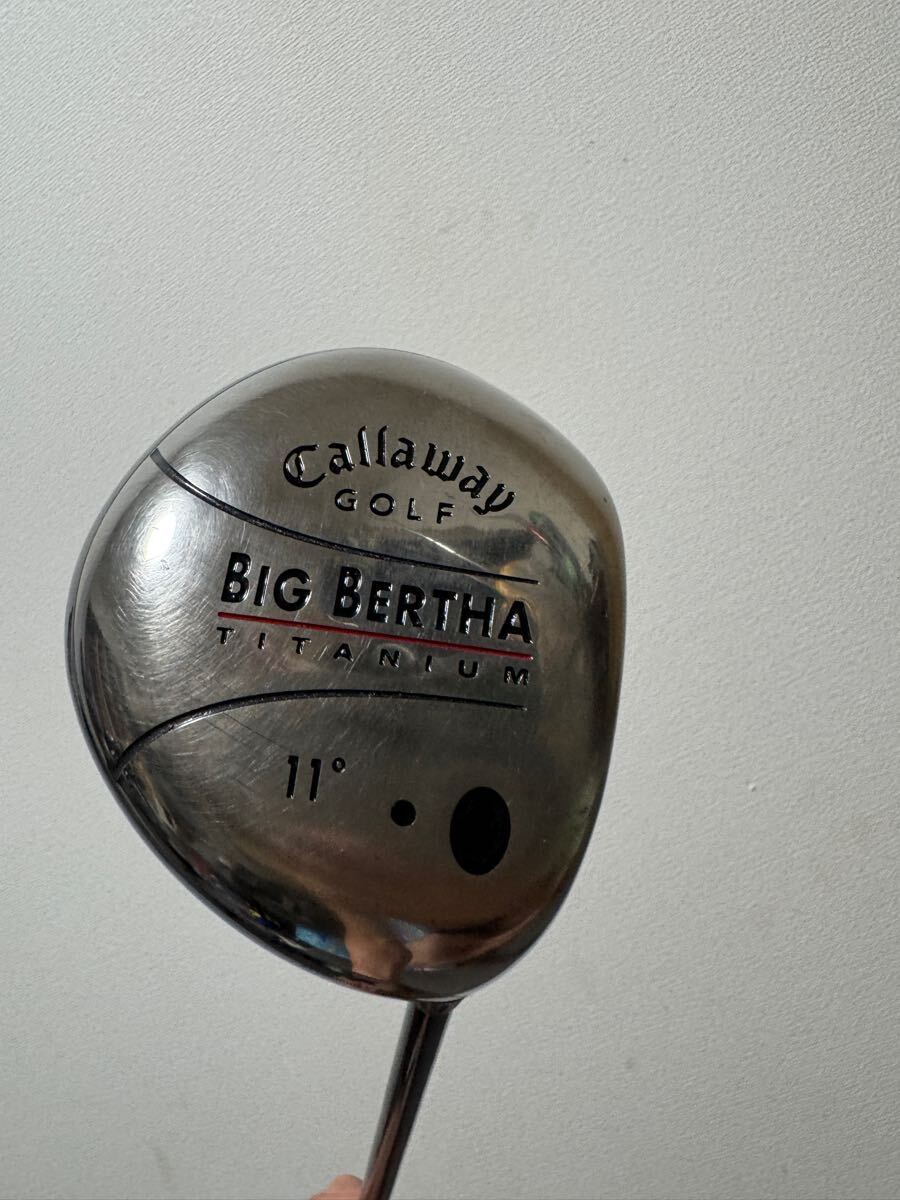 Callaway
GOLF
BIG BERTHA
TITANIUM
11°